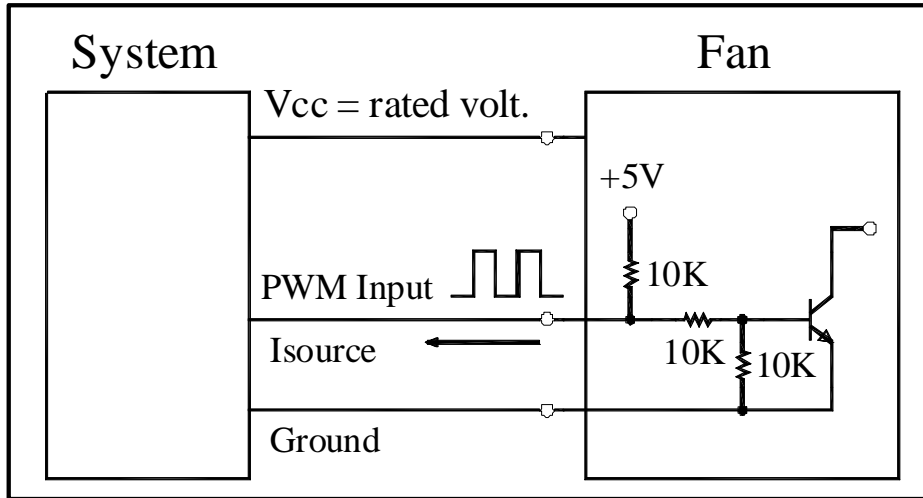 System
Fan
Vcc = rated volt.
+5V
10K
PWM Input
10K
10K
Isource
Ground